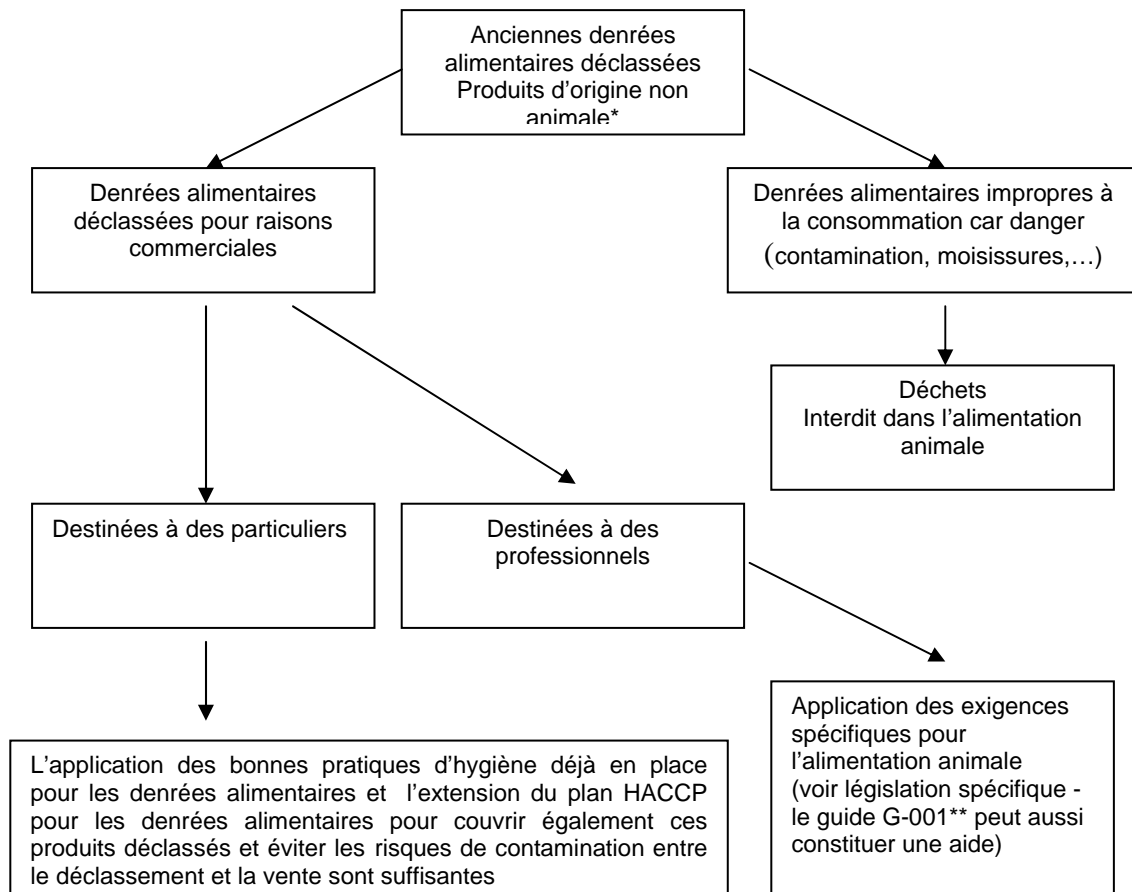 Anciennes denrées
alimentaires déclassées
Produits d'origine non
animale*
Denrées alimentaires
déclassées pour raisons
commerciales
Denrées alimentaires impropres à
la consommation car danger
(contamination, moisissures,…)
Déchets
Interdit dans l'alimentation
animale
Destinées à des particuliers
Destinées à des
professionnels
L'application des bonnes pratiques d'hygiène déjà en place
pour les denrées alimentaires et l'extension du plan HACCP
pour les denrées alimentaires pour couvrir également ces
produits déclassés et éviter les risques de contamination entre
le déclassement et la vente sont suffisantes
Application des exigences
spécifiques pour
l'alimentation animale
(voir législation spécifique -
le guide G-001** peut aussi
constituer une aide)